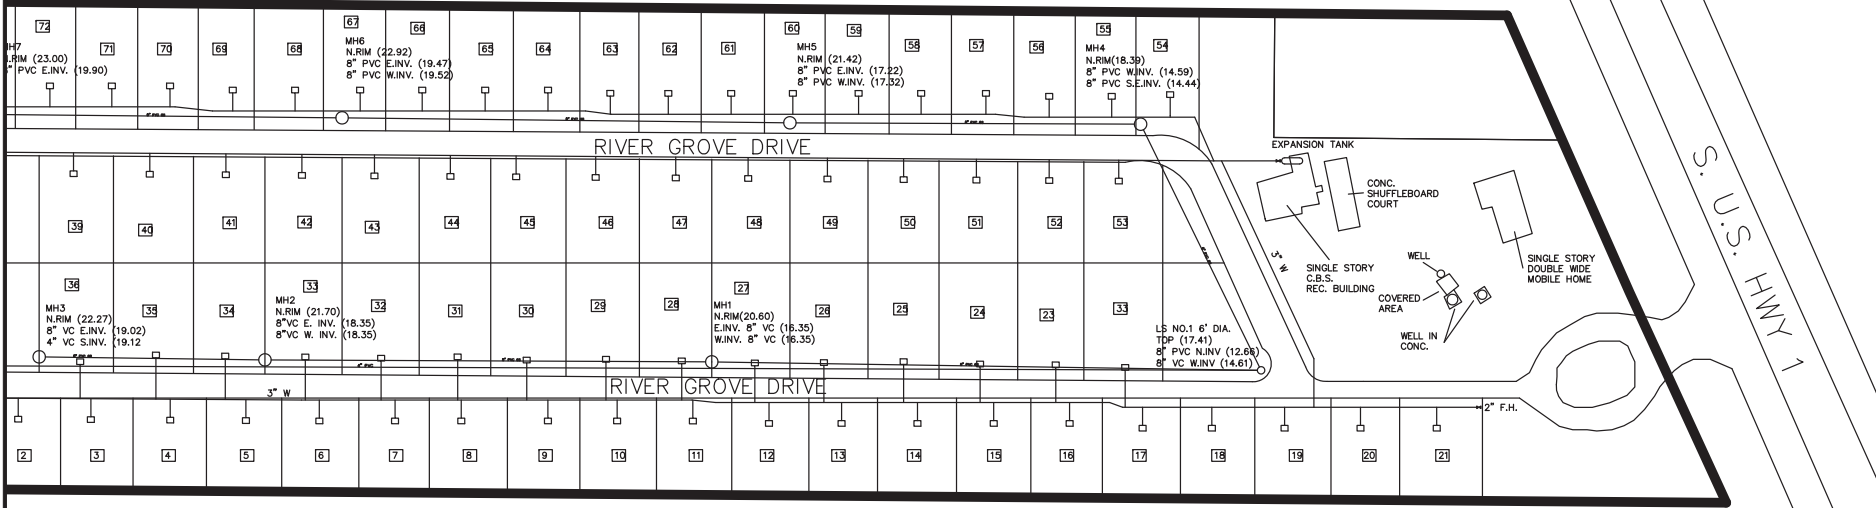 72
71
70
69
68
67
66
65
64
63
62
61
60
59
58
57
56
55
54
(23.00)
PVC E.INV. (19.90)
MH6
N.RIM (22.92)
8" PVC E.INV. (19.47)
8" PVC W.INV. (19.52)
MH5
N.RIM (21.42)
8" PVC E.INV. (17.22)
8" PVC W.INV. (17.32)
MH4
N.RIM(18.39)
8" PVC W.INV. (14.59)
8" PVC S.E.INV. (14.44)
RIVER GROVE DRIVE
EXPANSION TANK
CONC.
SHUFFLEBOARD
COURT
S. U.S. HWY 1
39
40
41
42
43
44
45
46
47
48
49
50
51
52
53
3" W
SINGLE STORY
C.B.S.
REC. BUILDING
WELL
COVERED
AREA
WELL IN
CONC.
SINGLE STORY
DOUBLE WIDE
MOBILE HOME
36
35
34
33
32
31
30
29
28
27
26
25
24
23
33
MH3
N.RIM (22.27)
8" VC E.INV. (19.02)
4" VC S.INV. (19.12
MH2
N.RIM (21.70)
8"VC E. INV. (18.35)
8"VC W. INV. (18.35)
MH1
N.RIM(20.60)
E.INV. 8" VC (16.35)
W.INV. 8" VC (16.35)
LS NO.1 6' DIA.
TOP (17.41)
8" PVC N.INV (12.66)
8" VC W.INV (14.61)
RIVER GROVE DRIVE
3" W
2" F.H.
2
3
4
5
6
7
8
9
10
11
12
13
14
15
16
17
18
19
20
21